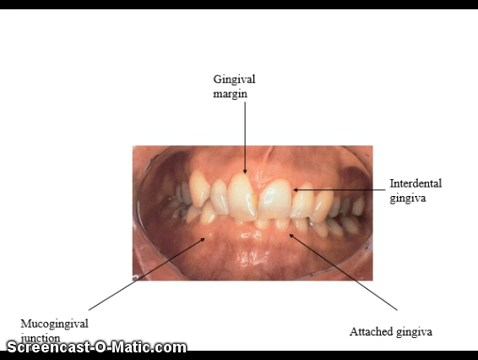 Gingival
margin
Interdental
gingiva
Mucogingival
junction
Attached gingiva
Screencast-O-Matic.com